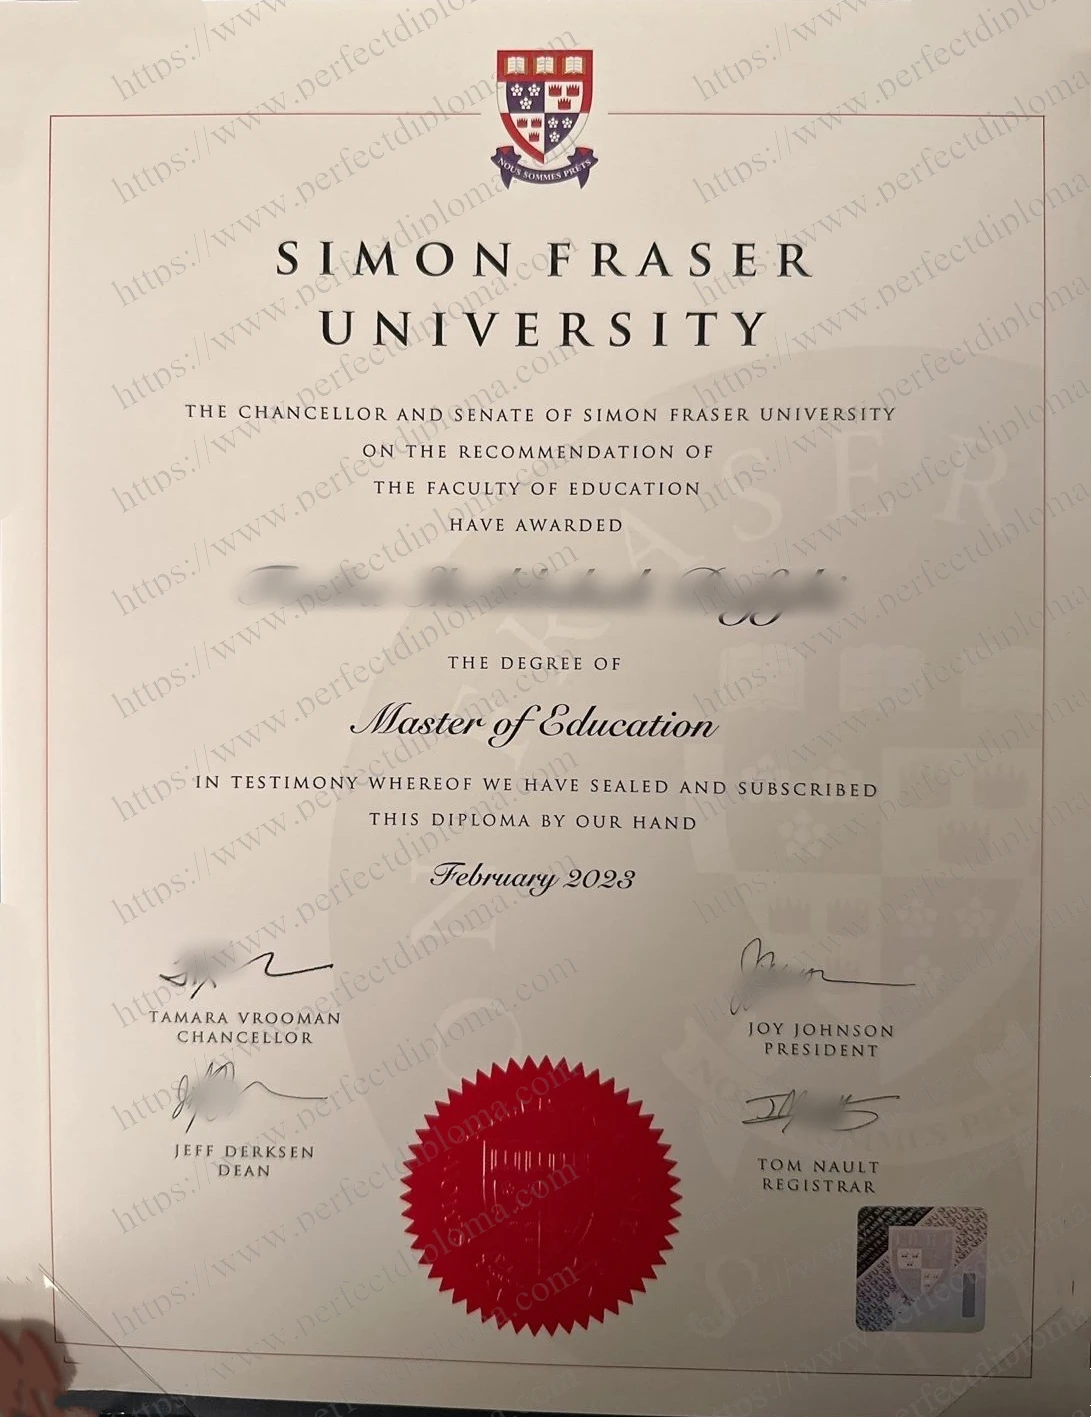 NOUS SOMMES PRÊTS
SIMON FRASER
UNIVERSITY
THE CHANCELLOR AND SENATE OF SIMON FRASER UNIVERSITY
ON THE RECOMMENDATION OF
THE FACULTY OF EDUCATION
HAVE AWARDED
THE DEGREE OF
Master of Education
IN TESTIMONY WHEREOF WE HAVE SEALED AND SUBSCRIBED
THIS DIPLOMA BY OUR HAND
February 2023
TAMARA VROOMAN
CHANCELLOR
JOY JOHNSON
PRESIDENT
JEFF DERKSEN
DEAN
TOM NAULT
REGISTRAR
https://www.perfectdiploma.com